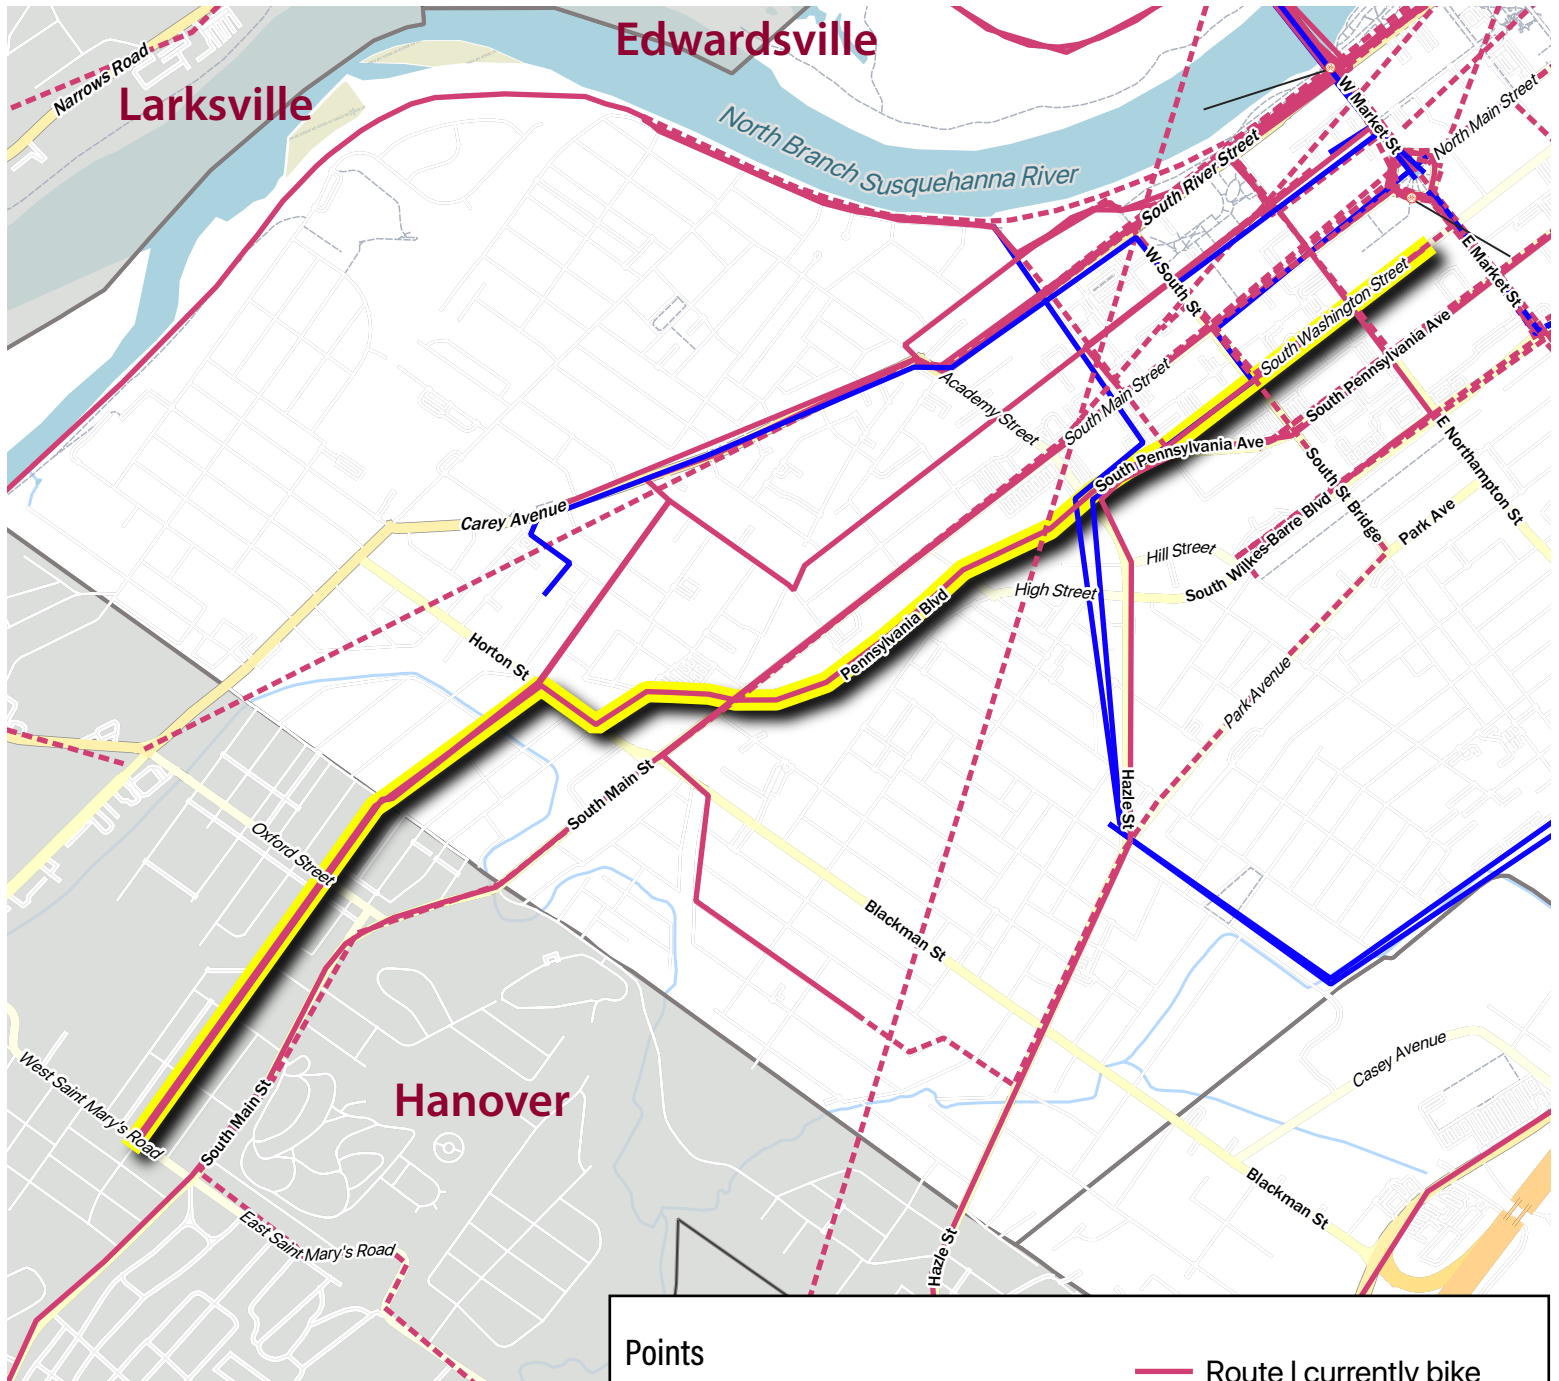 Edwardsville
Narrows Road
Larksville
North Branch Susquehanna River
W Market St
North Main Street
South River Street
W South St
E Market St
South Washington Street
South Pennsylvania Ave
Academy Street
South Main Street
South Pennsylvania Ave
E Northampton St
South St Bridge
Park Ave
Carey Avenue
Hill Street
South Wilkes-Barre Blvd
High Street
Pennsylvania Blvd
Horton St
Park Avenue
South Main St
Hazle St
Oxford Street
Blackman St
West Saint Mary's Road
South Main St
Hanover
Casey Avenue
Blackman St
East Saint Mary's Road
Hazle St
Points
Route I currently bike